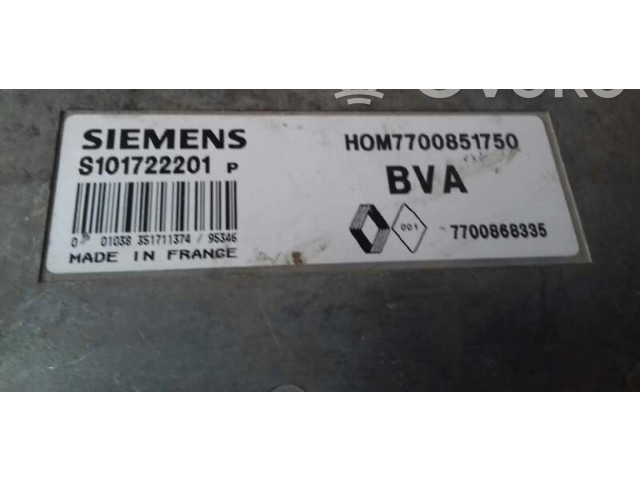 SIEMENS
S101722201 P
0 01038 351711374 / 95346
MADE IN FRANCE
HOM7700851750
BVA
001
7700868335